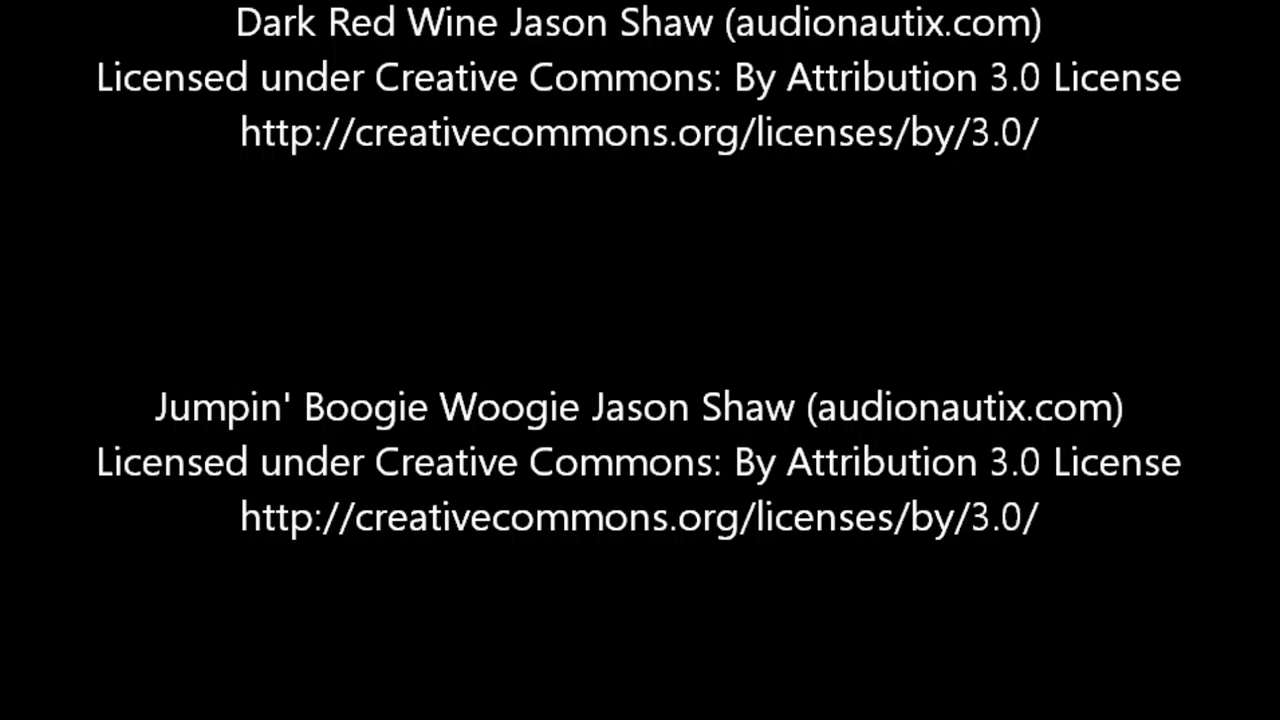 Dark Red Wine Jason Shaw (audionautix.com)
Licensed under Creative Commons: By Attribution 3.0 License
http://creativecommons.org/licenses/by/3.0/
Jumpin' Boogie Woogie Jason Shaw (audionautix.com)
Licensed under Creative Commons: By Attribution 3.0 License
http://creativecommons.org/licenses/by/3.0/